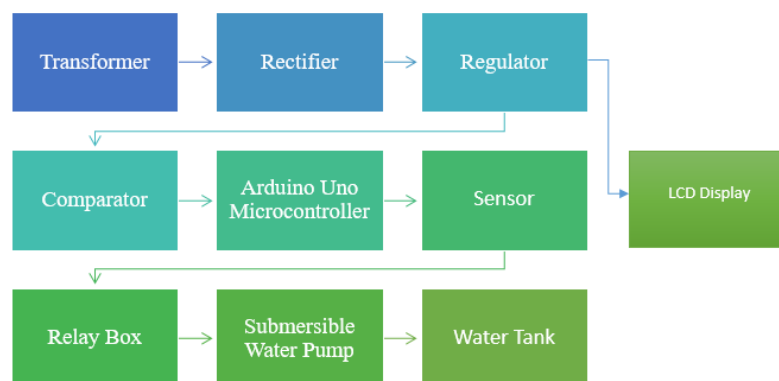 Transformer
Rectifier
Regulator
Comparator
Arduino Uno
Microcontroller
Sensor
LCD Display
Relay Box
Submersible
Water Pump
Water Tank